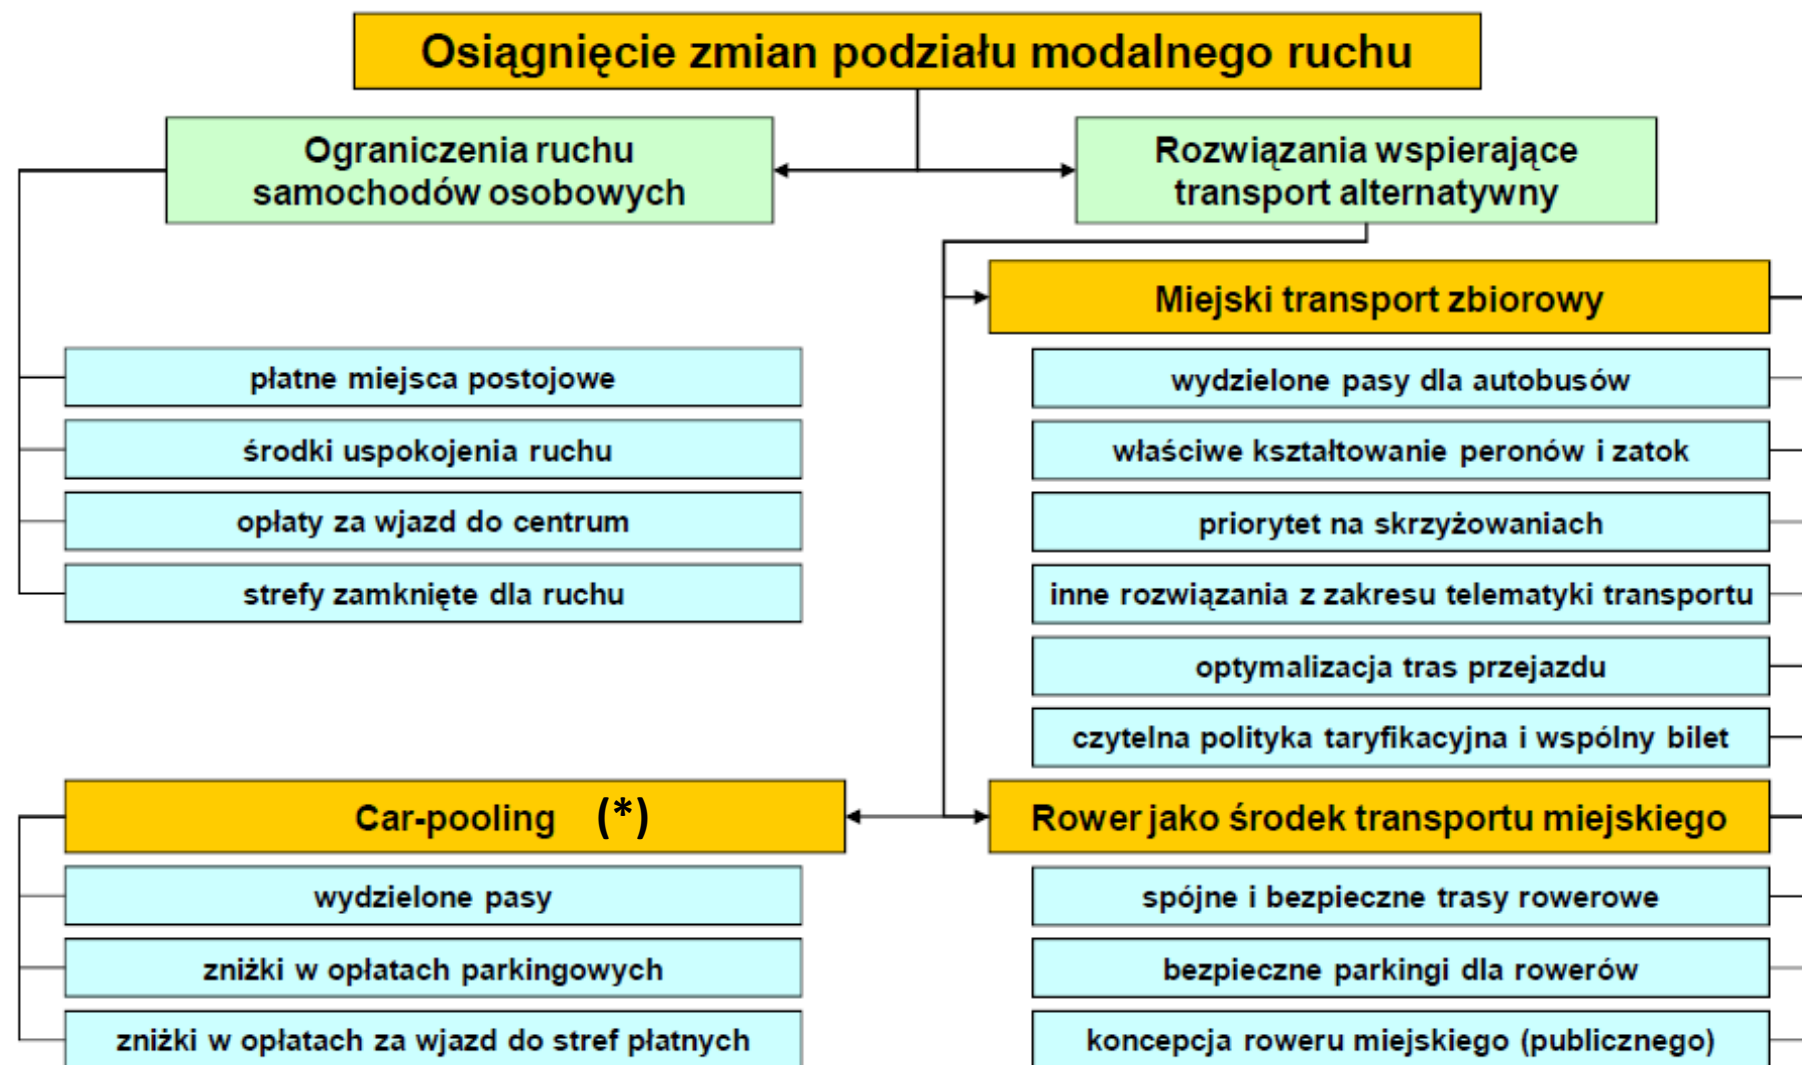 Osiągnięcie zmian podziału modalnego ruchu
Ograniczenia ruchu
samochodów osobowych
Rozwiązania wspierające
transport alternatywny
płatne miejsca postojowe
środki uspokojenia ruchu
opłaty za wjazd do centrum
strefy zamknięte dla ruchu
Miejski transport zbiorowy
wydzielone pasy dla autobusów
właściwe kształtowanie peronów i zatok
priorytet na skrzyżowaniach
inne rozwiązania z zakresu telematyki transportu
optymalizacja tras przejazdu
czytelna polityka taryfikacyjna i wspólny bilet
Car-pooling (*)
wydzielone pasy
zniżki w opłatach parkingowych
zniżki w opłatach za wjazd do stref płatnych
Rower jako środek transportu miejskiego
spójne i bezpieczne trasy rowerowe
bezpieczne parkingi dla rowerów
koncepcja roweru miejskiego (publicznego)